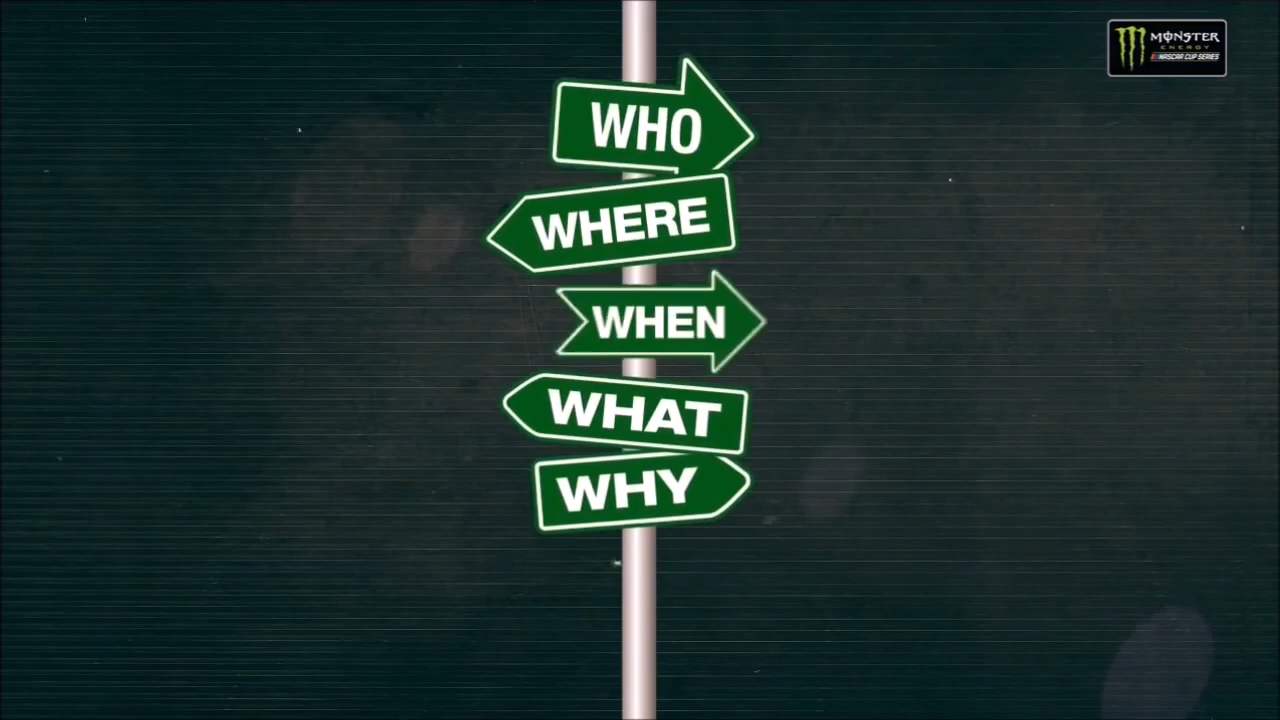 WHO
WHERE
WHEN
WHAT
WHY
MONSTER
ENERGY
NASCAR CUP SERIES